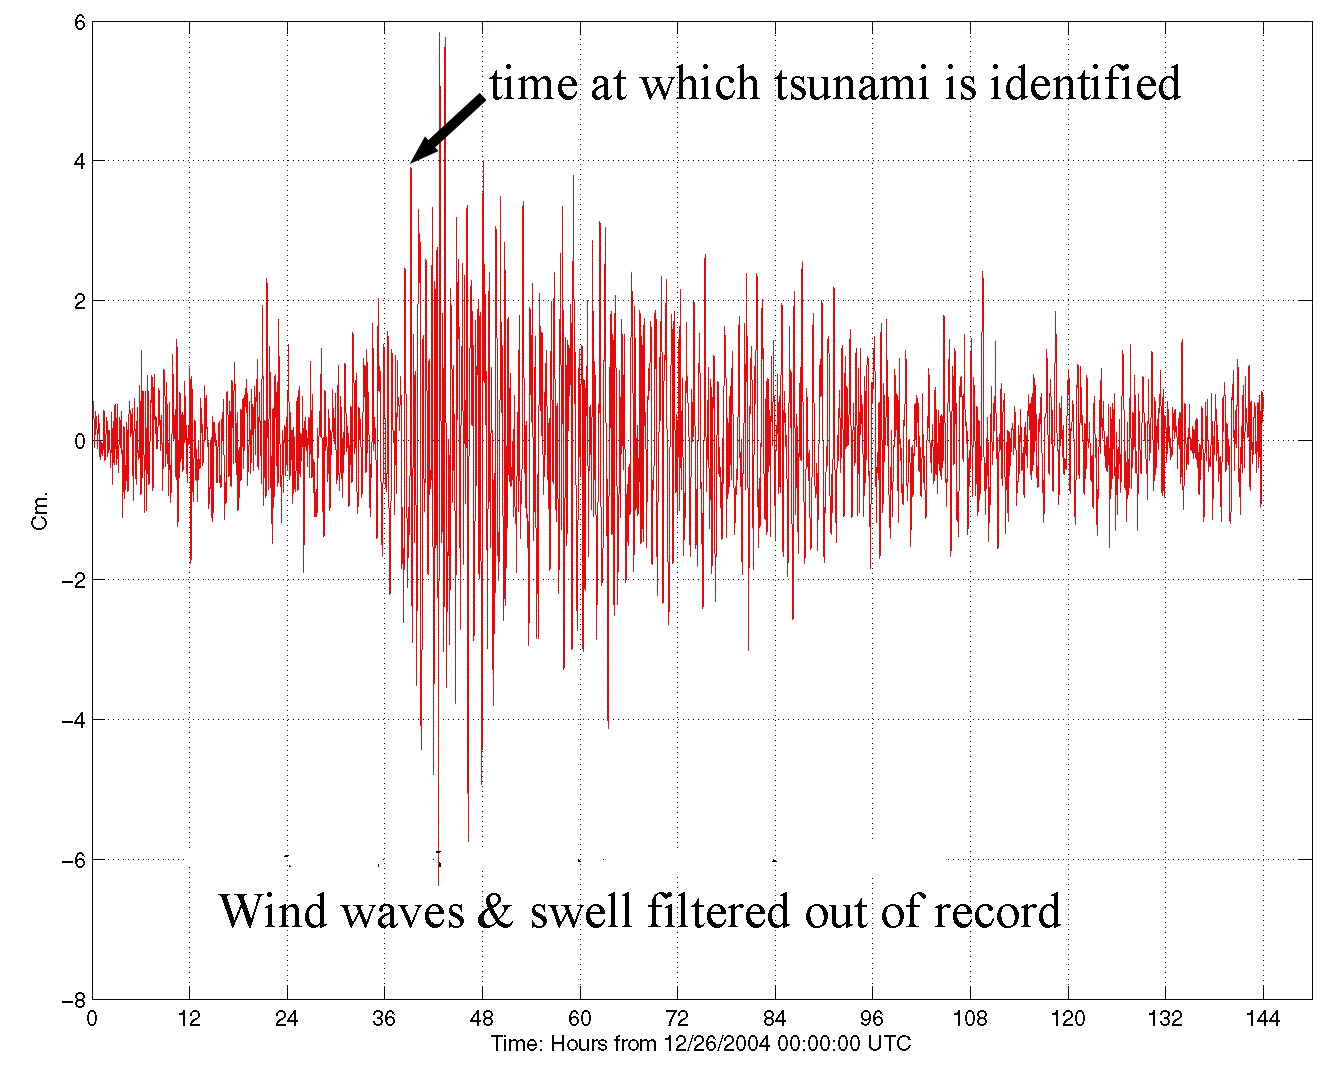 6
time at which tsunami is identified
4
2
0
Cm.
−2
−4
−6
Wind waves & swell filtered out of record
−8
0 12 24 36 48 60 72 84 96 108 120 132 144
Time: Hours from 12/26/2004 00:00:00 UTC